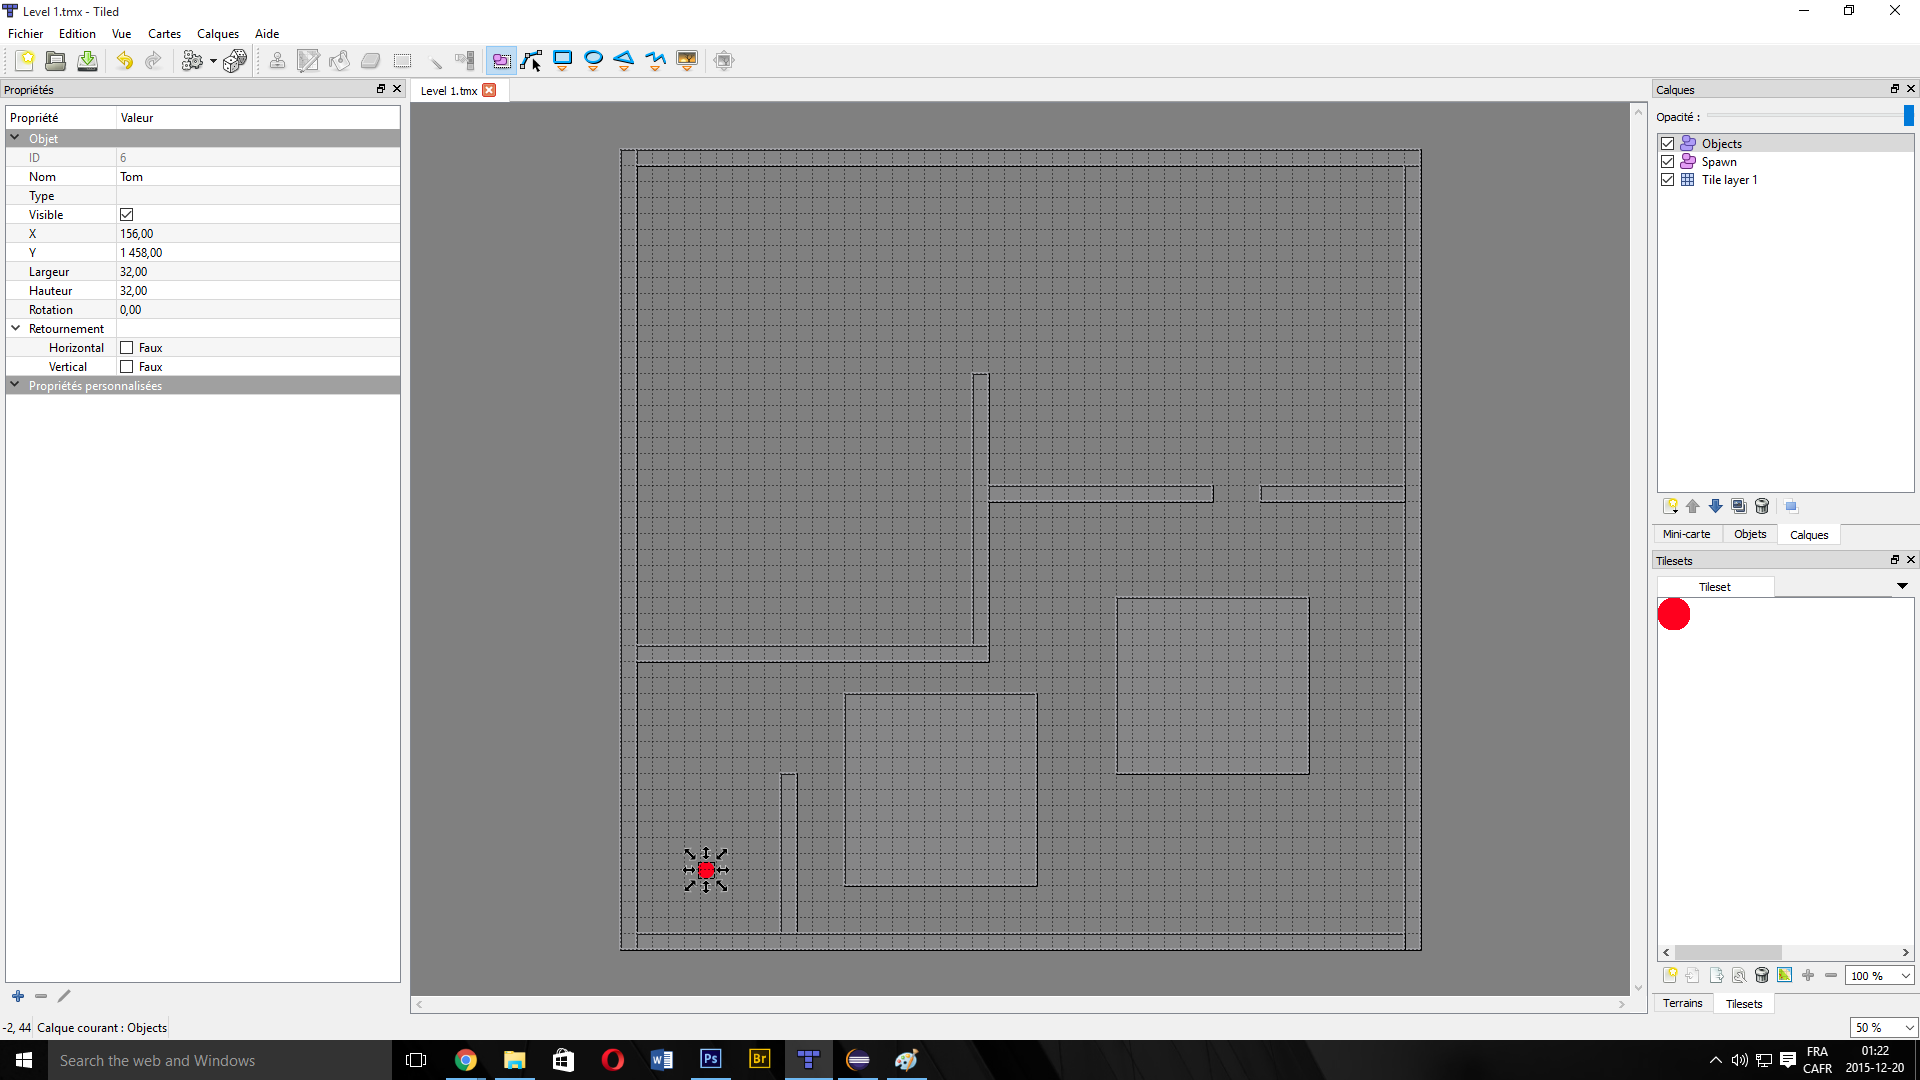 Level 1.tmx - Tiled
Fichier Edition Vue Cartes Calques Aide
Propriétés
Propriété Valeur
Objet
ID 6
Nom Tom
Type
Visible
X 156,00
Y 1 458,00
Largeur 32,00
Hauteur 32,00
Rotation 0,00
Retournement
Horizontal Faux
Vertical Faux
Propriétés personnalisées
-2, 44 Calque courant : Objects
Level 1.tmx
Calques
Opacité :
Objects
Spawn
Tile layer 1
Mini-carte Objets Calques
Tilesets
Tileset
100 %
Terrains Tilesets
50 %
Search the web and Windows
Ps
Br
FRA
CAFR
01:22
2015-12-20